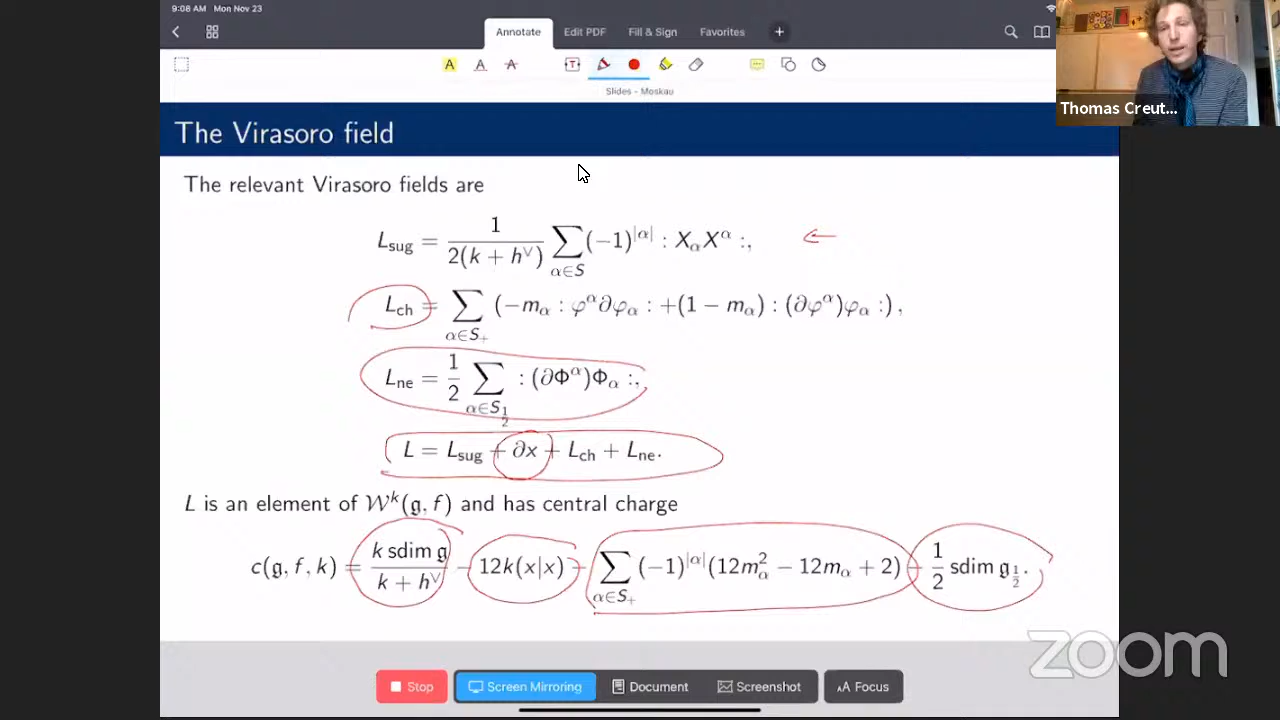 9:08 AM Mon Nov 23
Annotate Edit PDF Fill & Sign Favorites +
A A A T
Slides - Moskau
Thomas Creut...
The Virasoro field
The relevant Virasoro fields are
L_sug = 1/(2(k + h^∨)) ∑_{α∈S} (−1)^{|α|} : X_α X^α :,
L_ch = ∑_{α∈S_+} (−m_α : φ^α ∂φ_α : +(1 − m_α) : (∂φ^α)φ_α :) ,
L_ne = 1/2 ∑_{α∈S_{1/2}} : (∂Φ^α)Φ_α :,
L = L_sug + ∂x + L_ch + L_ne.
L is an element of 𝒲^k(𝔤, f) and has central charge
c(𝔤, f, k) = (k sdim 𝔤)/(k + h^∨) − 12k(x|x) − ∑_{α∈S_+} (−1)^{|α|}(12m_α^2 − 12m_α + 2) − 1/2 sdim 𝔤_{1/2}.
Stop Screen Mirroring Document Screenshot Focus
zoom